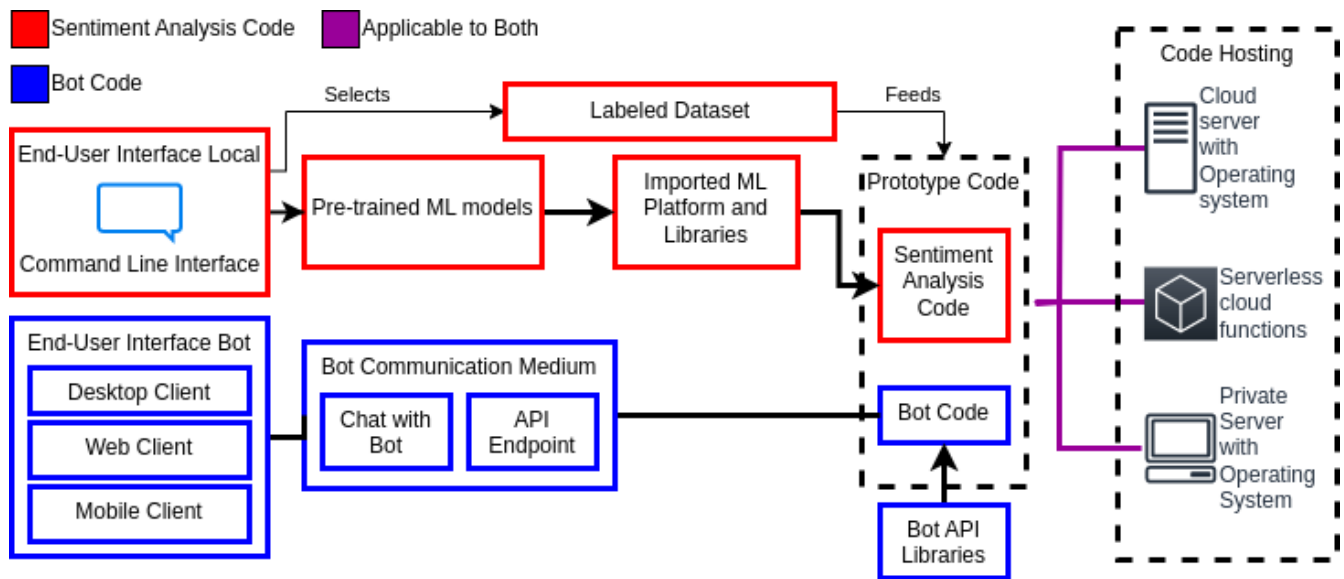 Sentiment Analysis Code
Applicable to Both
Bot Code
Selects
Labeled Dataset
Feeds
End-User Interface Local
Command Line Interface
Pre-trained ML models
Imported ML
Platform and
Libraries
Prototype Code
Sentiment
Analysis
Code
End-User Interface Bot
Desktop Client
Web Client
Mobile Client
Bot Communication Medium
Chat with
Bot
API
Endpoint
Bot Code
Bot API
Libraries
Code Hosting
Cloud
server
with
Operating
system
Serverless
cloud
functions
Private
Server
with
Operating
System